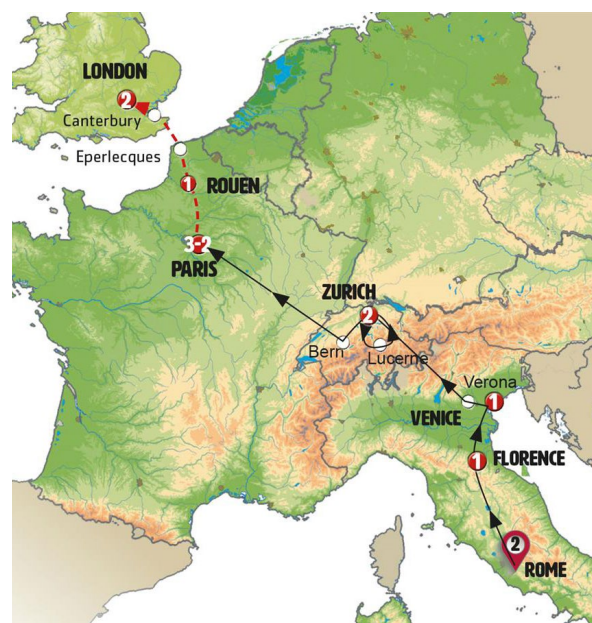 LONDON
2
Canterbury
Eperlecques
1
ROUEN
3-2
PARIS
ZURICH
2
Bern
Lucerne
Verona
VENICE
1
1
FLORENCE
2
ROME